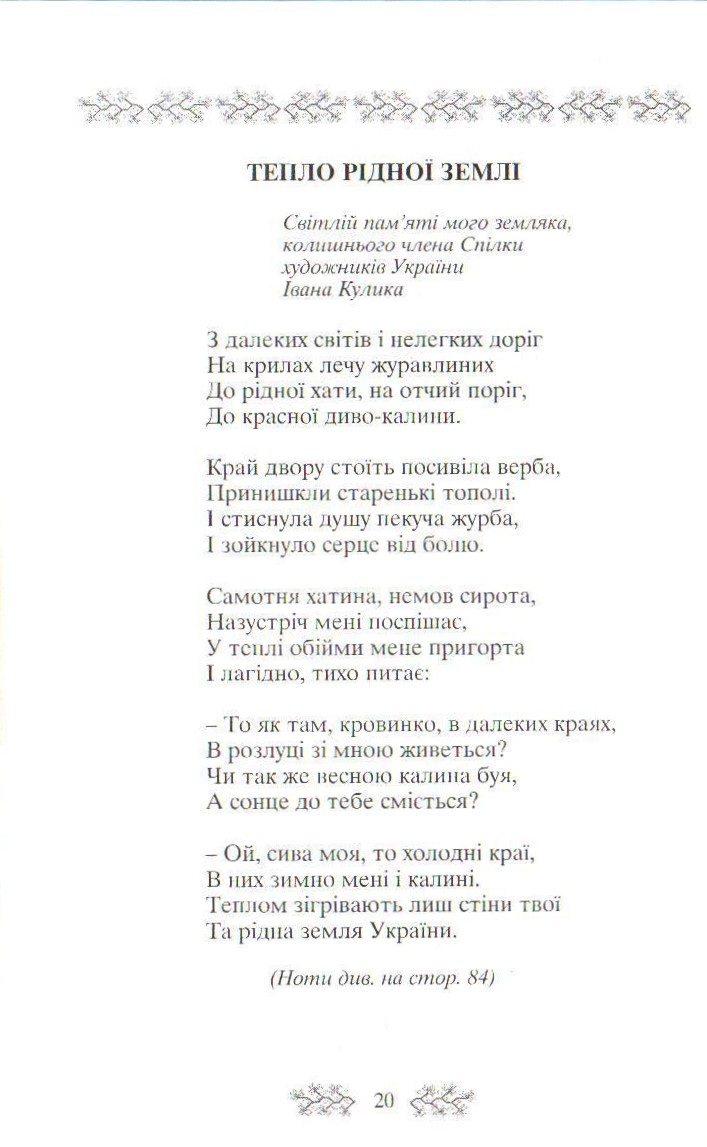 ТЕПЛО РІДНОЇ ЗЕМЛІ
Світлій пам’яті мого земляка,
колишнього члена Спілки
художників України
Івана Кулика
З далеких світів і нелегких доріг
На крилах лечу журавлиних
До рідної хати, на отчий поріг,
До красної диво-калини.
Край двору стоїть посивіла верба,
Принишкли старенькі тополі.
І стиснула душу пекуча журба,
І зойкнуло серце від болю.
Самотня хатина, немов сирота,
Назустріч мені поспішає,
У теплі обійми мене пригорта
І лагідно, тихо питає:
– То як там, кровинко, в далеких краях,
В розлуці зі мною живеться?
Чи так же весною калина буя,
А сонце до тебе сміється?
– Ой, сива моя, то холодні краї,
В них зимно мені і калині.
Теплом зігрівають лиш стіни твої
Та рідна земля України.
(Ноти див. на стор. 84)
20